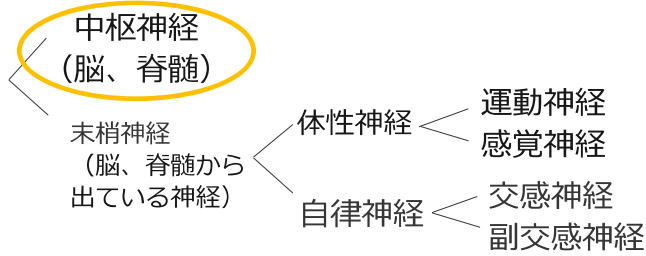 中枢神経
（脳、脊髄）
末梢神経
（脳、脊髄から
出ている神経）
体性神経
運動神経
感覚神経
自律神経
交感神経
副交感神経